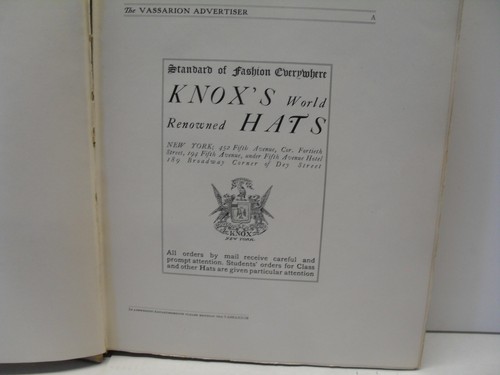 The VASSARION ADVERTISER
A
Standard of Fashion Everywhere
KNOX'S World
Renowned HATS
NEW YORK; 452 Fifth Avenue, Cor. Fortieth
Street, 194 Fifth Avenue, under Fifth Avenue Hotel
189 Broadway Corner of Dey Street
KNOX
NEW YORK.
All orders by mail receive careful and
prompt attention. Students' orders for Class
and other Hats are given particular attention